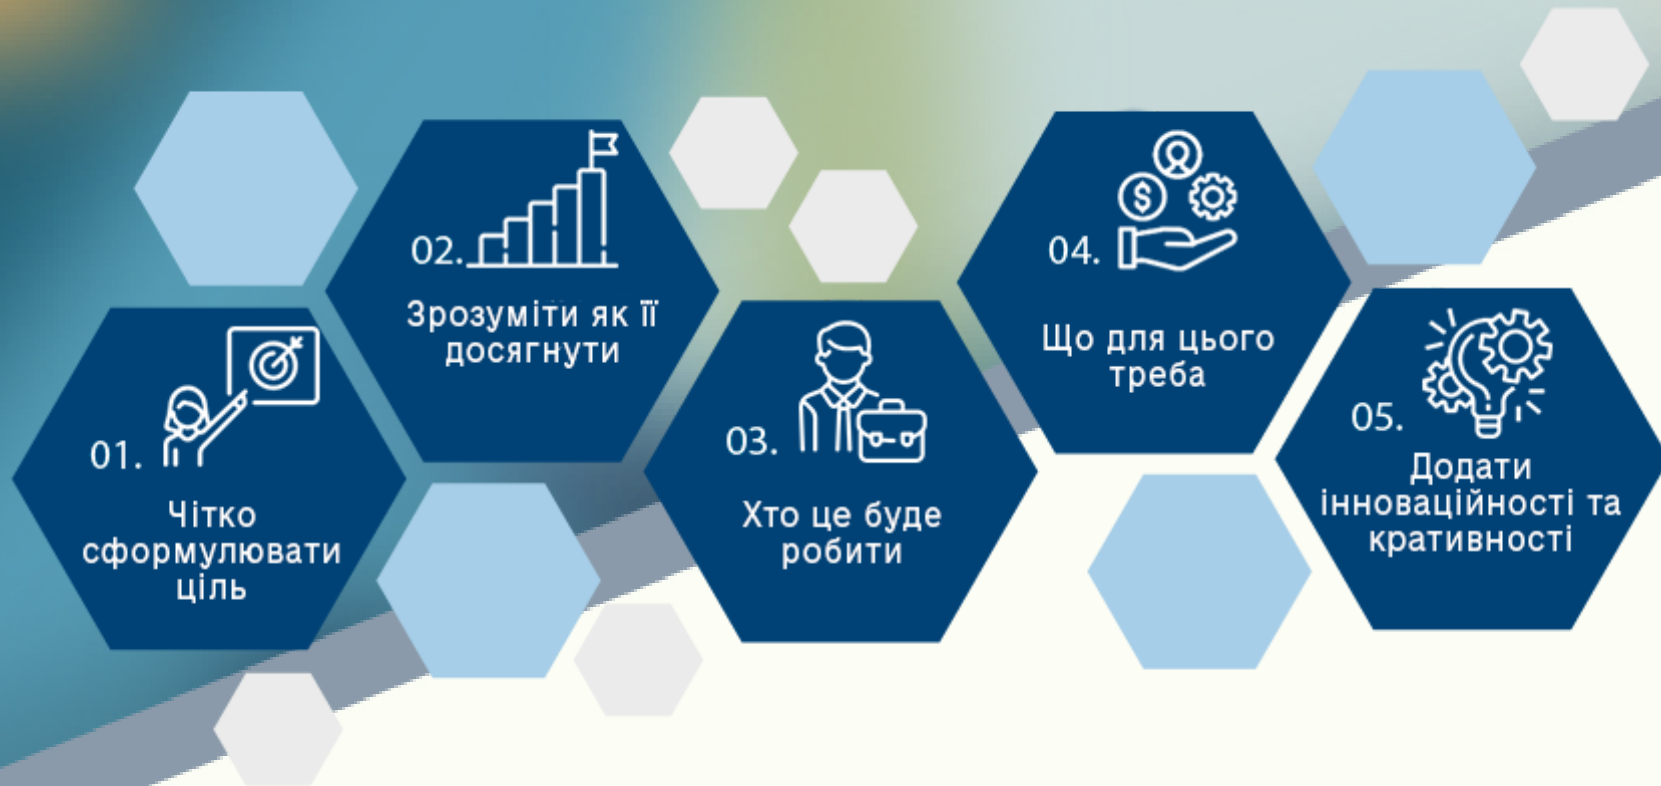 01.
Чітко
сформулювати
ціль
02.
Зрозуміти як її
досягнути
03.
Хто це буде
робити
04.
$
Що для цього
треба
05.
Додати
інноваційності та
кративності